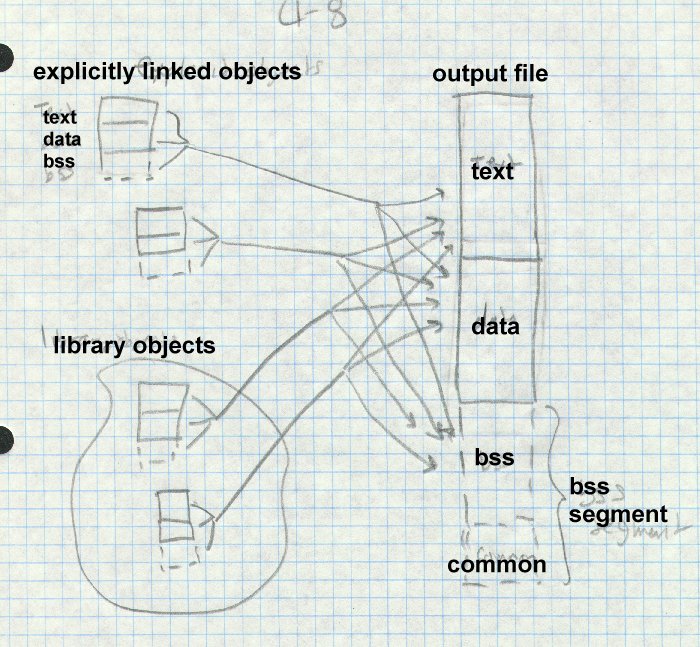 4-8
explicitly linked objects
output file
text
data
bss
text
data
library objects
bss
bss
segment
common